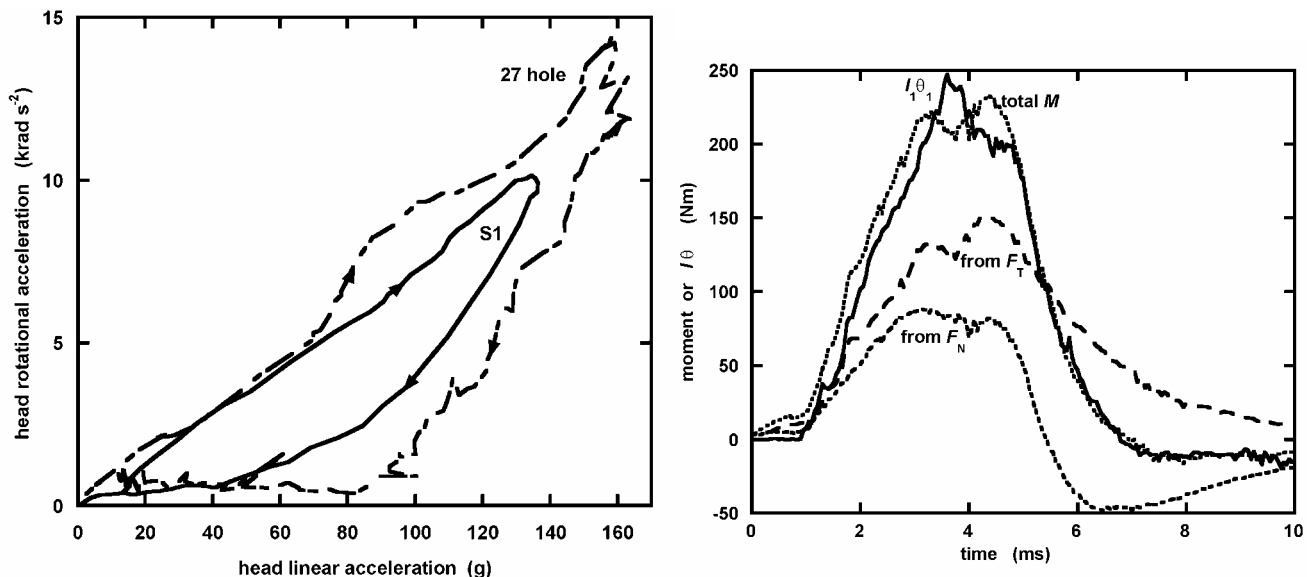 15
10
5
0
head rotational acceleration (krad s⁻²)
27 hole
S1
0 20 40 60 80 100 120 140 160
head linear acceleration (g)
250
200
150
100
50
0
-50
moment or Iθ (Nm)
I₁θ₁
total M
from F_T
from F_N
0 2 4 6 8 10
time (ms)